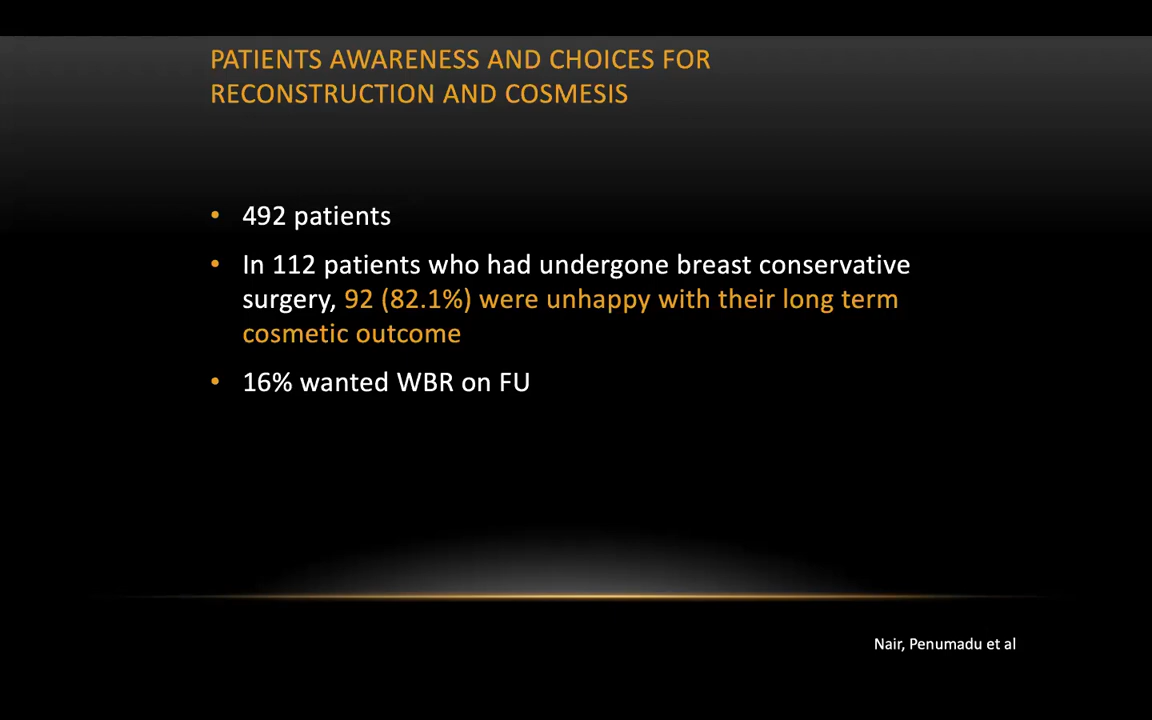 PATIENTS AWARENESS AND CHOICES FOR
RECONSTRUCTION AND COSMESIS
• 492 patients
• In 112 patients who had undergone breast conservative
surgery, 92 (82.1%) were unhappy with their long term
cosmetic outcome
• 16% wanted WBR on FU
Nair, Penumadu et al